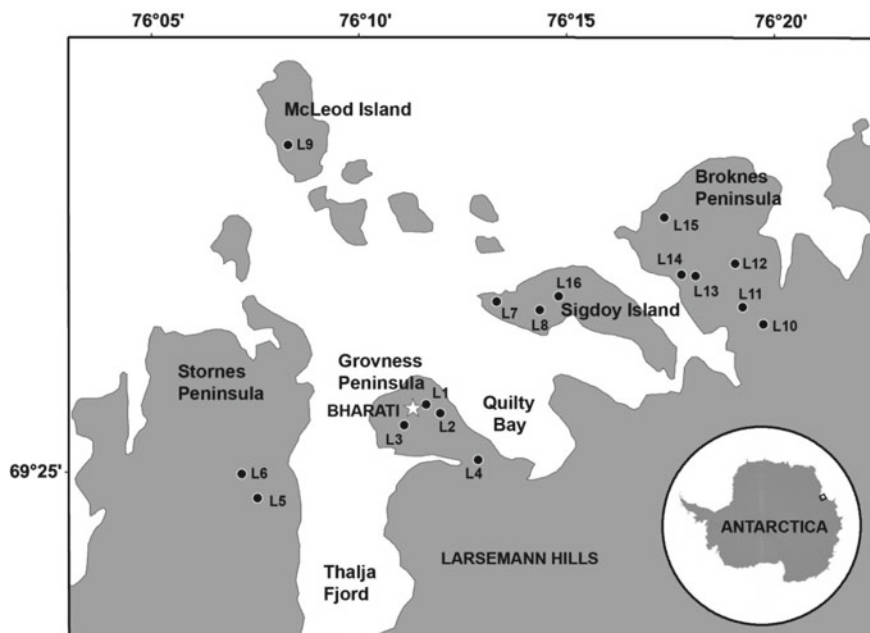 76°05'
76°10'
76°15'
76°20'
McLeod Island
L9
Broknes
Peninsula
L15
L14
L13
L12
L11
L10
L16
L7
L8
Sigdoy Island
Stornes
Peninsula
Grovness
Peninsula
BHARATI
L1
L2
L3
Quilty
Bay
L4
69°25'
L6
L5
Thalja
Fjord
LARSEMANN HILLS
ANTARCTICA